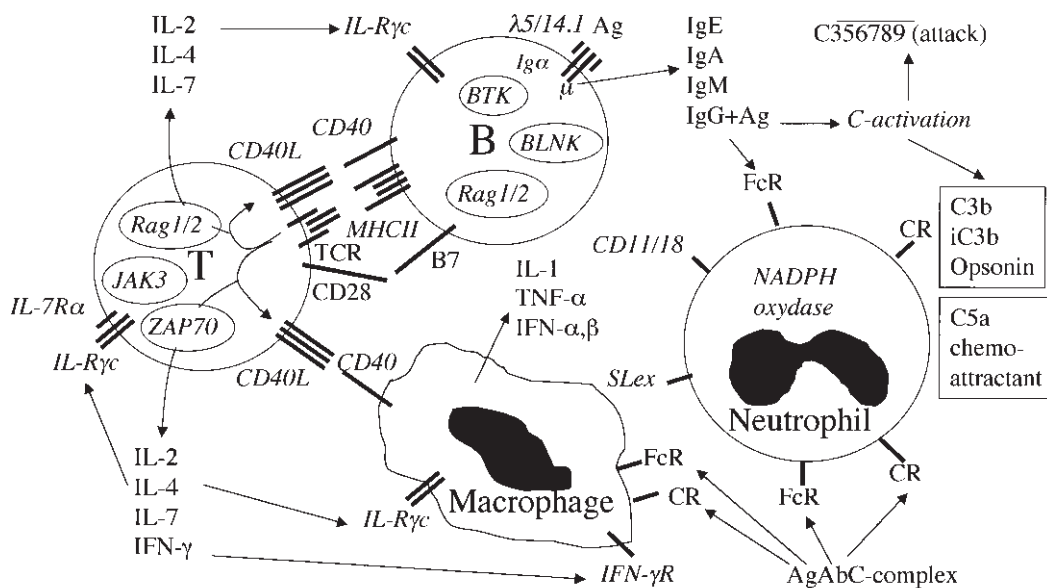 IL-2
IL-4
IL-7
IL-Rγc
λ5/14.1 Ag
Igα
μ
BTK
B
BLNK
Rag1/2
IgE
IgA
IgM
IgG+Ag
C356789 (attack)
C-activation
CD40
CD40L
MHCII
TCR
B7
CD28
Rag1/2
T
JAK3
ZAP70
IL-7Rα
IL-Rγc
CD40L
CD40
IL-1
TNF-α
IFN-α,β
FcR
CR
CD11/18
NADPH
oxydase
SLex
Neutrophil
C3b
iC3b
Opsonin
C5a
chemo-
attractant
IL-2
IL-4
IL-7
IFN-γ
Macrophage
IL-Rγc
FcR
CR
IFN-γR
FcR
CR
AgAbC-complex